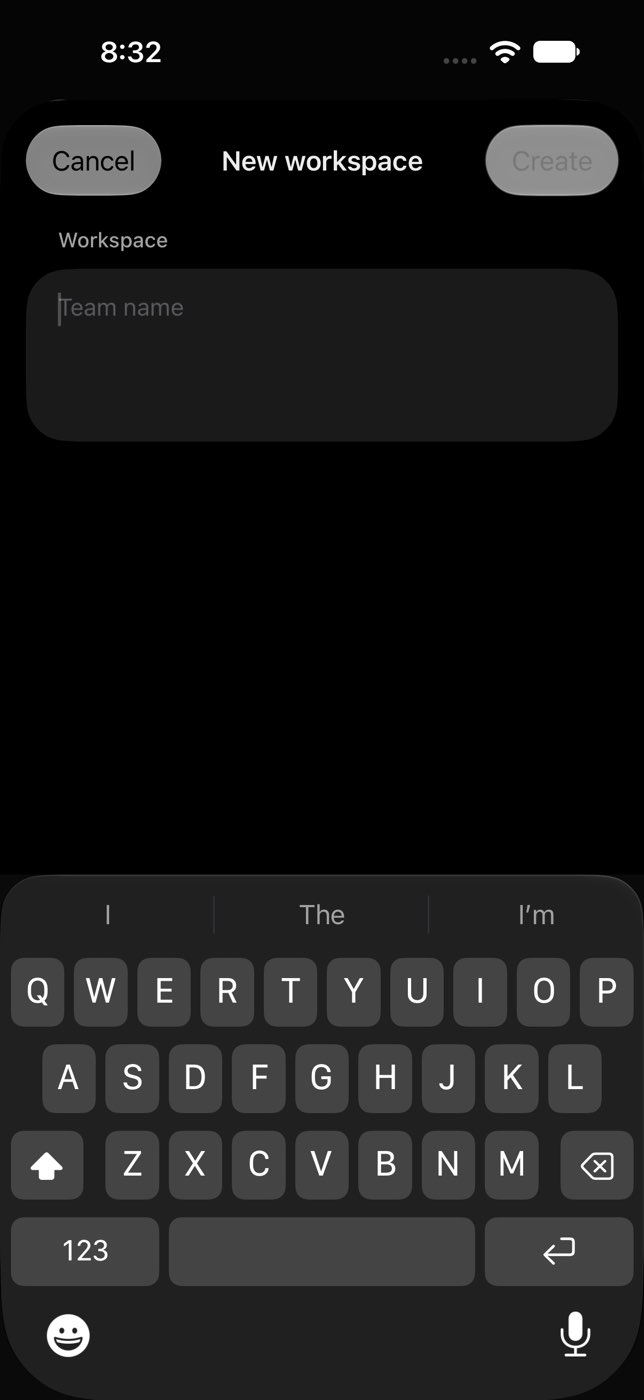 8:32
Cancel New workspace Create
Workspace
Team name
I The I’m
Q W E R T Y U I O P
A S D F G H J K L
Z X C V B N M
123